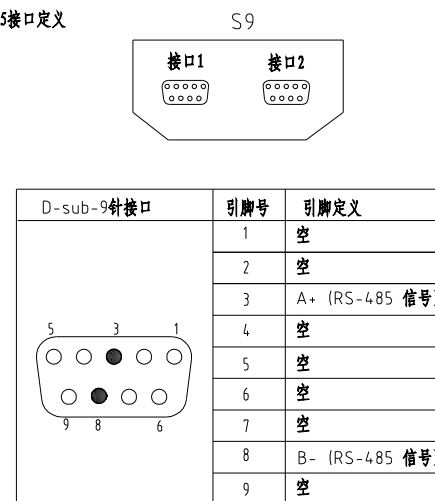 5接口定义
S9
接口1
接口2
D-sub-9针接口 引脚号 引脚定义
1 空
2 空
3 A+ (RS-485 信号)
4 空
5 空
6 空
7 空
8 B- (RS-485 信号)
9 空
5 3 1
9 8 6